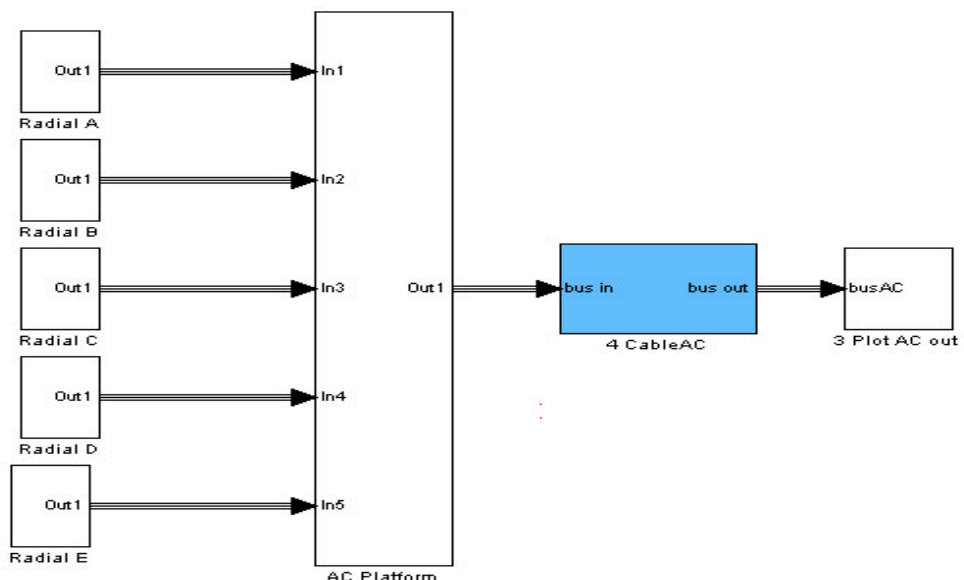 Out1
Radial A
Out1
Radial B
Out1
Radial C
Out1
Radial D
Out1
Radial E
In1
In2
In3
In4
In5
Out1
AC Platform
bus in
bus out
4 CableAC
busAC
3 Plot AC out